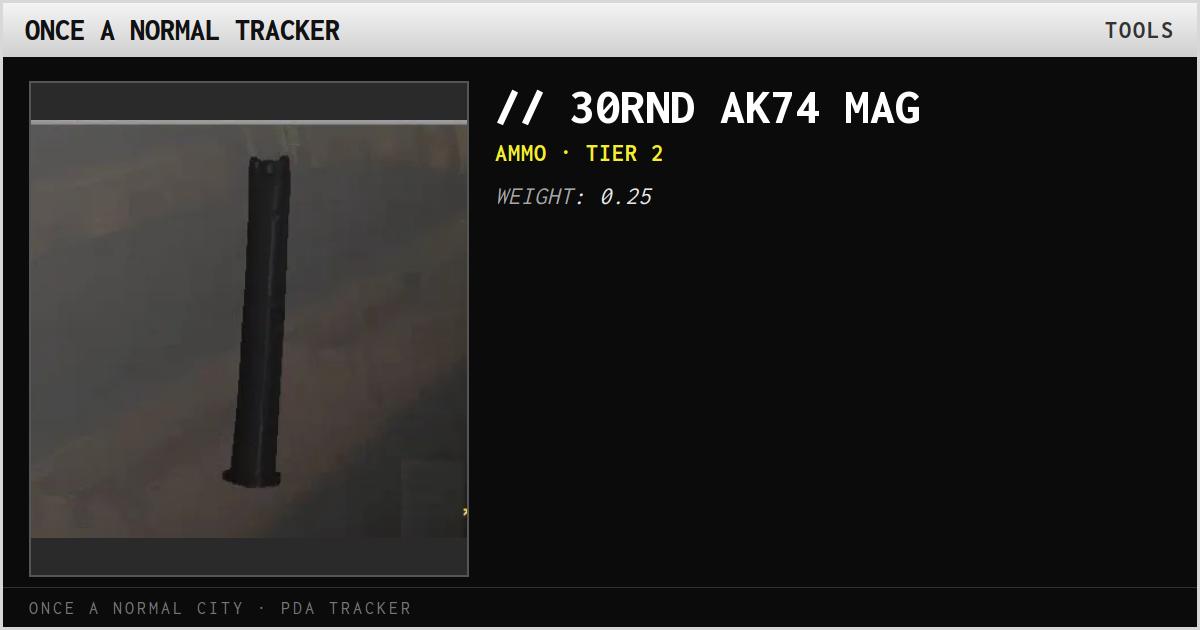 ONCE A NORMAL TRACKER
TOOLS
// 30RND AK74 MAG
AMMO · TIER 2
WEIGHT: 0.25
ONCE A NORMAL CITY · PDA TRACKER